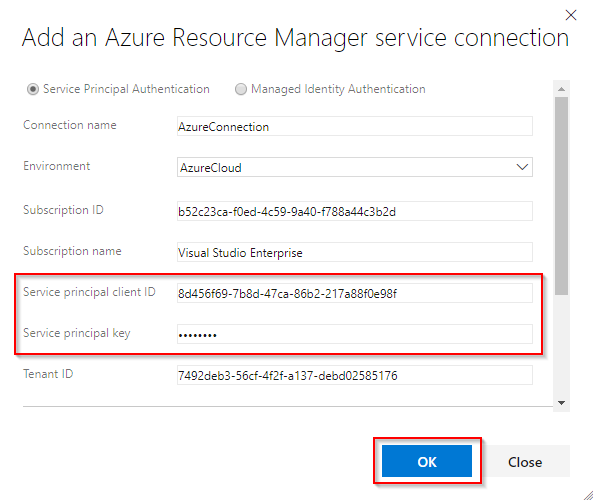 Add an Azure Resource Manager service connection
Service Principal Authentication Managed Identity Authentication
Connection name AzureConnection
Environment AzureCloud
Subscription ID b52c23ca-f0ed-4c59-9a40-f788a44c3b2d
Subscription name Visual Studio Enterprise
Service principal client ID 8d456f69-7b8d-47ca-86b2-217a88f0e98f
Service principal key ••••••••
Tenant ID 7492deb3-56cf-4f2f-a137-debd02585176
OK Close